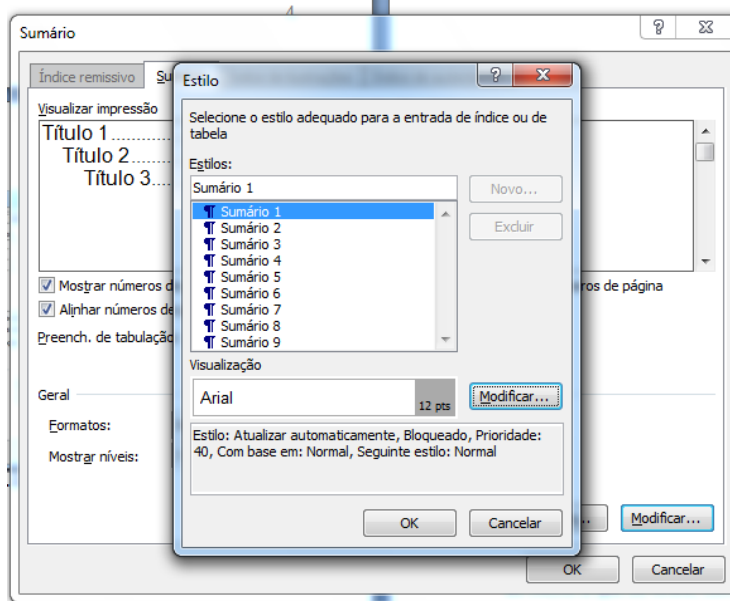 4
Sumário
Índice remissivo
Visualizar impressão
Título 1
Título 2
Título 3
Mostrar números d
Alinhar números de
ros de página
Preench. de tabulação
Geral
Formatos:
Mostrar níveis:
Modificar...
OK
Cancelar
Estilo
Selecione o estilo adequado para a entrada de índice ou de
tabela
Estilos:
Sumário 1
Novo...
Excluir
¶ Sumário 1
¶ Sumário 2
¶ Sumário 3
¶ Sumário 4
¶ Sumário 5
¶ Sumário 6
¶ Sumário 7
¶ Sumário 8
¶ Sumário 9
Visualização
Arial
12 pts
Modificar...
Estilo: Atualizar automaticamente, Bloqueado, Prioridade:
40, Com base em: Normal, Seguinte estilo: Normal
OK
Cancelar